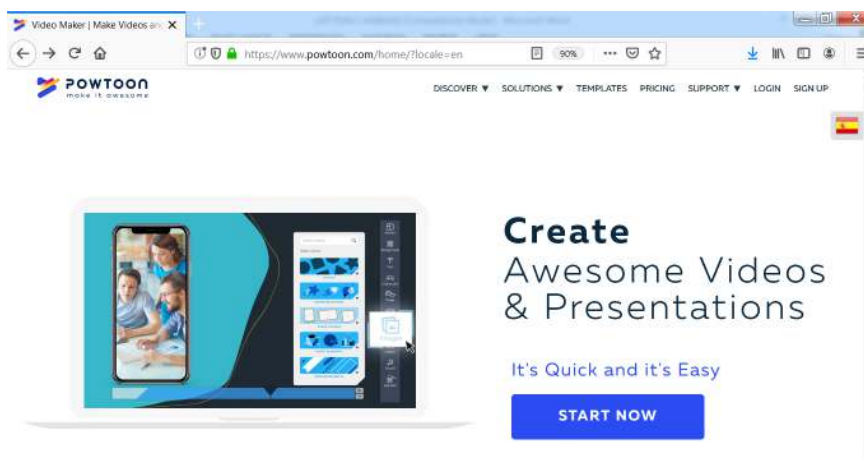 Video Maker | Make Videos an
https://www.powtoon.com/home/?locale=en
90%
POWTOON
make it awesome
DISCOVER ▼ SOLUTIONS ▼ TEMPLATES PRICING SUPPORT ▼ LOGIN SIGN UP
Images
Create
Awesome Videos
& Presentations
It's Quick and it's Easy
START NOW